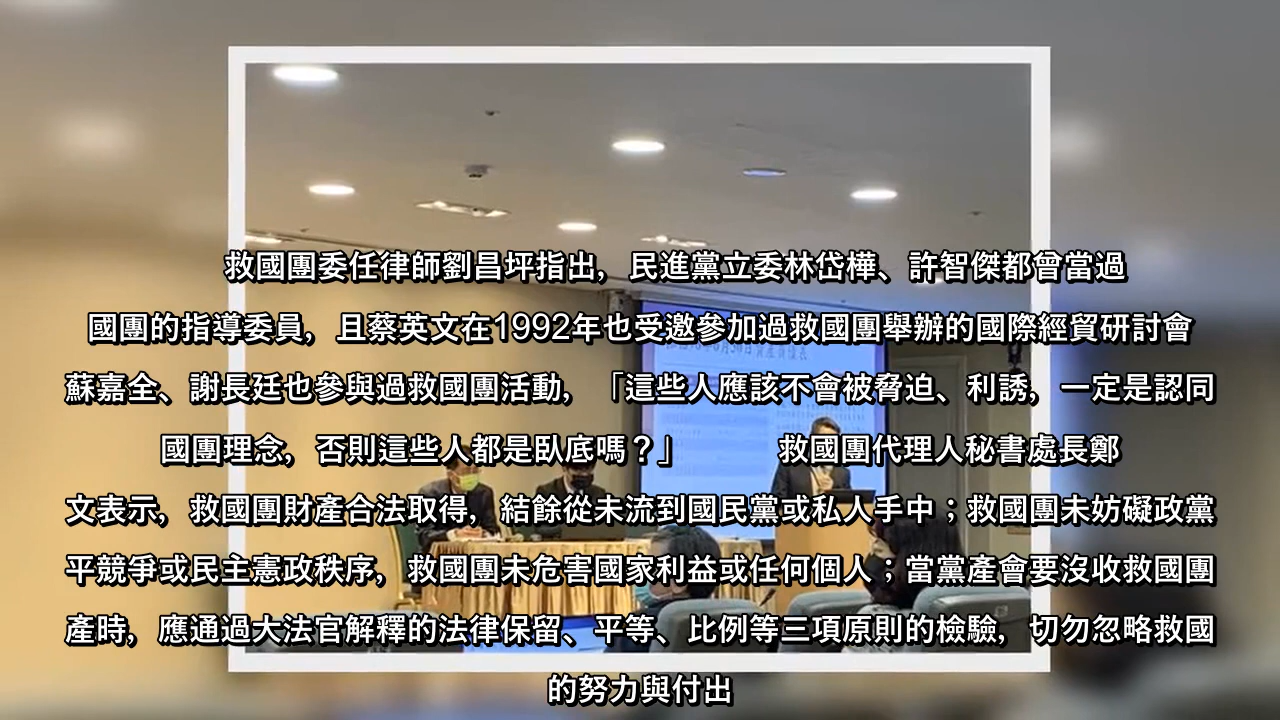 救國團委任律師劉昌坪指出，民進黨立委林岱樺、許智傑都曾當過
國團的指導委員，且蔡英文在1992年也受邀參加過救國團舉辦的國際經貿研討會
蘇嘉全、謝長廷也參與過救國團活動，「這些人應該不會被脅迫、利誘，一定是認同
國團理念，否則這些人都是臥底嗎？」 救國團代理人秘書處長鄭
文表示，救國團財產合法取得，結餘從未流到國民黨或私人手中；救國團未妨礙政黨
平競爭或民主憲政秩序，救國團未危害國家利益或任何個人；當黨產會要沒收救國團
產時，應通過大法官解釋的法律保留、平等、比例等三項原則的檢驗，切勿忽略救國
的努力與付出